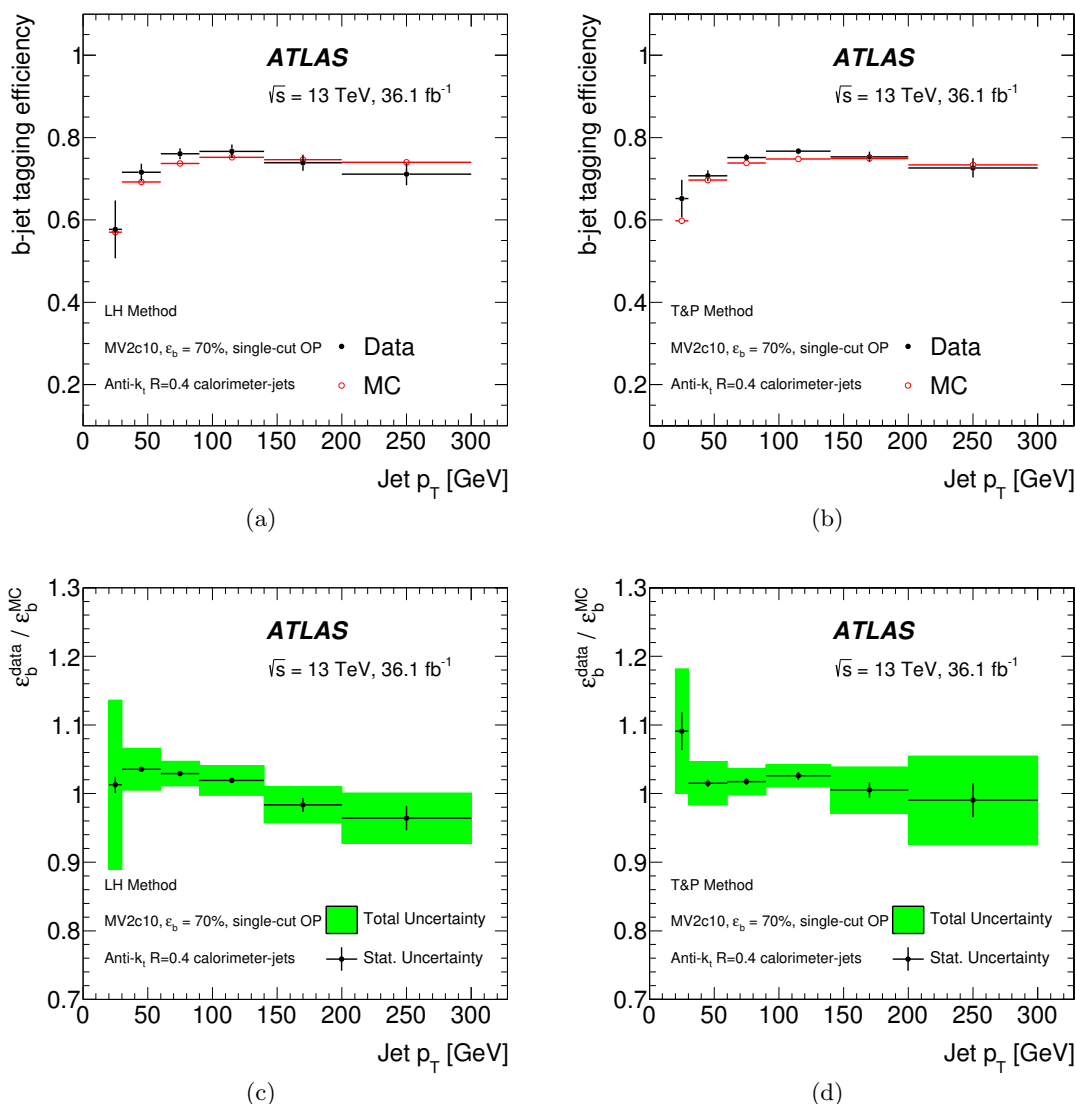 b-jet tagging efficiency
1
0.8
0.6
0.4
0.2
ATLAS
√s = 13 TeV, 36.1 fb⁻¹
LH Method
MV2c10, ε_b = 70%, single-cut OP
Anti-k_t R=0.4 calorimeter-jets
Data
MC
0 50 100 150 200 250 300
Jet p_T [GeV]
(a)
b-jet tagging efficiency
1
0.8
0.6
0.4
0.2
ATLAS
√s = 13 TeV, 36.1 fb⁻¹
T&P Method
MV2c10, ε_b = 70%, single-cut OP
Anti-k_t R=0.4 calorimeter-jets
Data
MC
0 50 100 150 200 250 300
Jet p_T [GeV]
(b)
ε_b^data / ε_b^MC
1.3
1.2
1.1
1
0.9
0.8
0.7
ATLAS
√s = 13 TeV, 36.1 fb⁻¹
LH Method
MV2c10, ε_b = 70%, single-cut OP
Anti-k_t R=0.4 calorimeter-jets
Total Uncertainty
Stat. Uncertainty
0 50 100 150 200 250 300
Jet p_T [GeV]
(c)
ε_b^data / ε_b^MC
1.3
1.2
1.1
1
0.9
0.8
0.7
ATLAS
√s = 13 TeV, 36.1 fb⁻¹
T&P Method
MV2c10, ε_b = 70%, single-cut OP
Anti-k_t R=0.4 calorimeter-jets
Total Uncertainty
Stat. Uncertainty
0 50 100 150 200 250 300
Jet p_T [GeV]
(d)